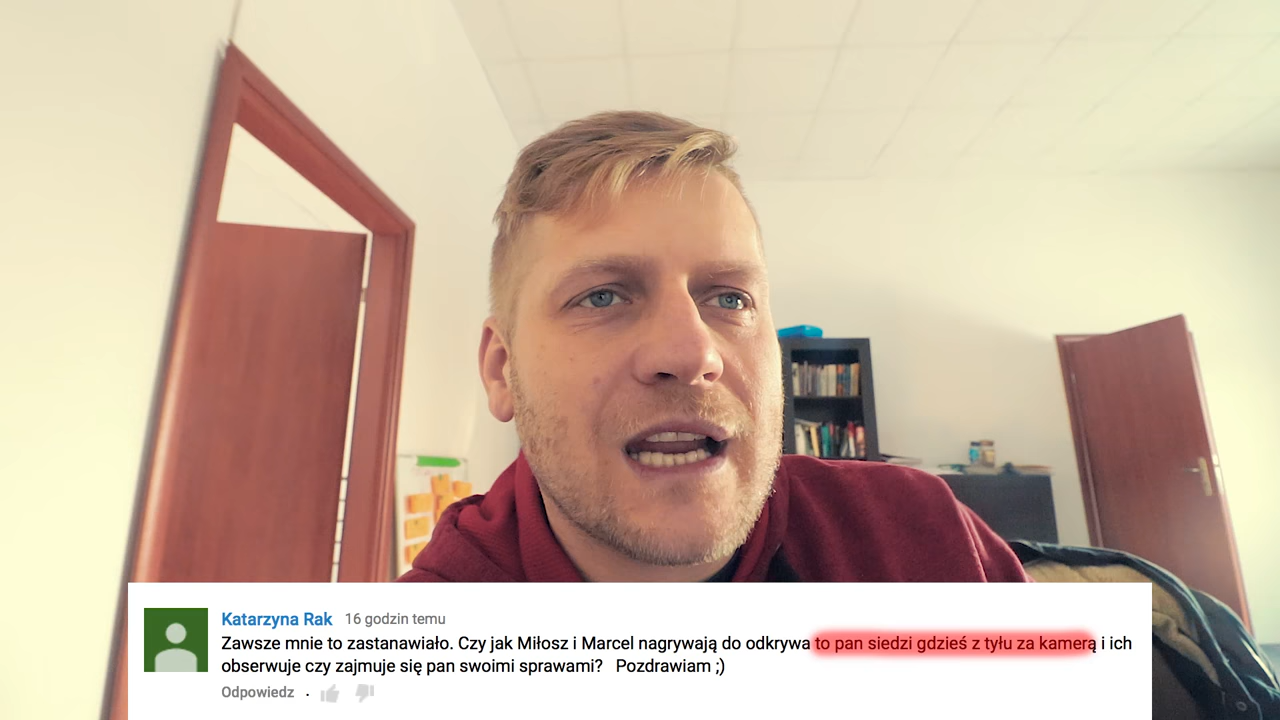 Katarzyna Rak 16 godzin temu
Zawsze mnie to zastanawiało. Czy jak Miłosz i Marcel nagrywają do odkrywa to pan siedzi gdzieś z tyłu za kamerą i ich
obserwuje czy zajmuje się pan swoimi sprawami? Pozdrawiam ;)
Odpowiedz .